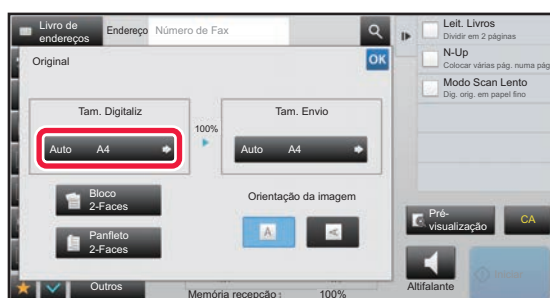 Livro de
endereços
Endereço
Número de Fax
Original
OK
Tam. Digitaliz
Tam. Envio
100%
Auto A4
Auto A4
Bloco
2-Faces
Orientação da imagem
A
A
Panfleto
2-Faces
Outros
Memória recepção :
100%
Leit. Livros
Dividir em 2 páginas
N-Up
Colocar várias pág. numa pág
Modo Scan Lento
Dig. orig. em papel fino
Pré-
visualização
CA
Altifalante
Iniciar